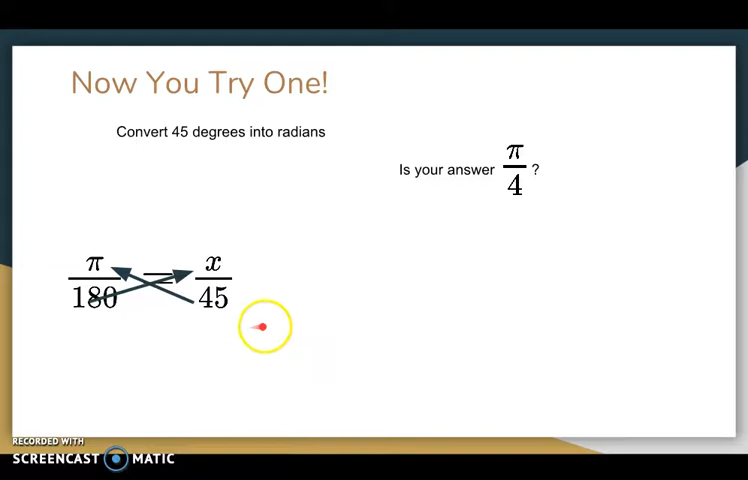 Now You Try One!
Convert 45 degrees into radians
Is your answer π/4 ?
π/180 = x/45
RECORDED WITH
SCREENCAST MATIC